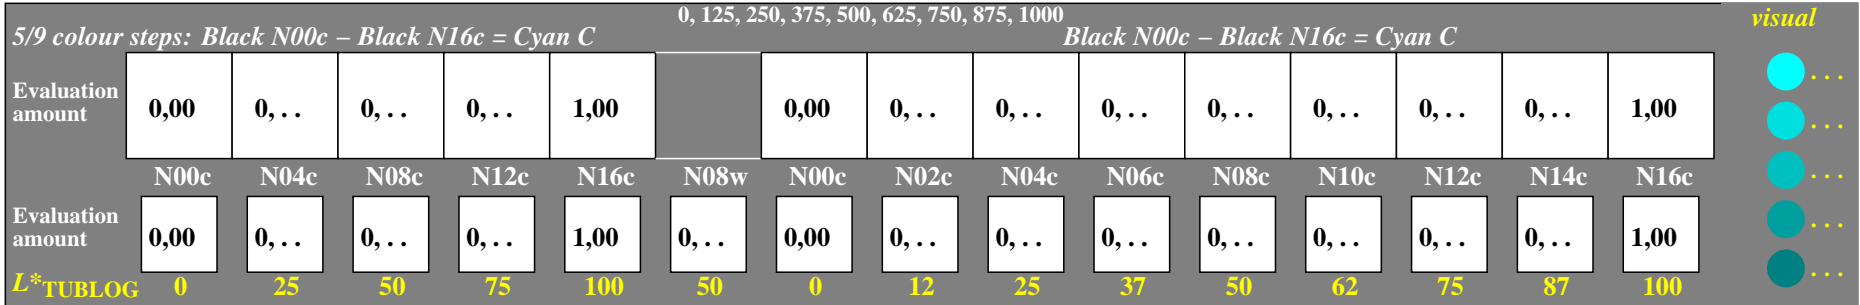 0, 125, 250, 375, 500, 625, 750, 875, 1000
visual
5/9 colour steps: Black N00c – Black N16c = Cyan C Black N00c – Black N16c = Cyan C
Evaluation amount 0,00 0, . . 0, . . 0, . . 1,00 0,00 0, . . 0, . . 0, . . 0, . . 0, . . 0, . . 0, . . 1,00
N00c N04c N08c N12c N16c N08w N00c N02c N04c N06c N08c N10c N12c N14c N16c
Evaluation amount 0,00 0, . . 0, . . 0, . . 1,00 0, . . 0,00 0, . . 0, . . 0, . . 0, . . 0, . . 0, . . 0, . . 1,00
L*TUBLOG 0 25 50 75 100 50 0 12 25 37 50 62 75 87 100
. . .
. . .
. . .
. . .
. . .